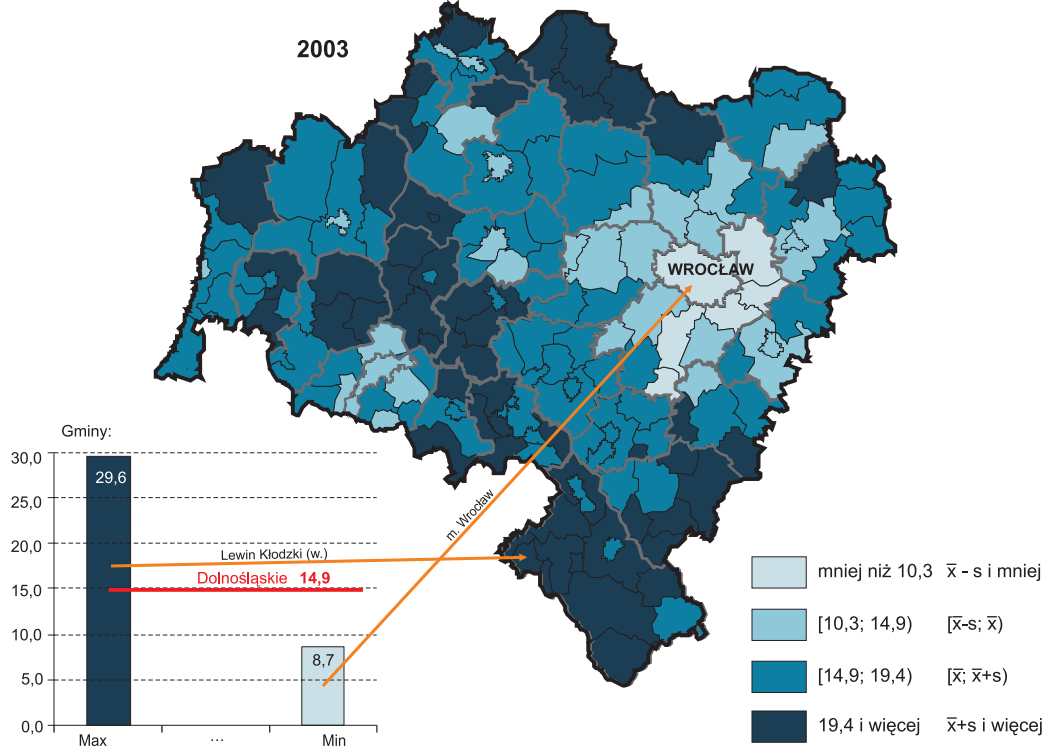 2003
WROCŁAW
Gminy:
30,0
25,0
20,0
15,0
10,0
5,0
0,0
29,6
Lewin Kłodzki (w.)
Dolnośląskie 14,9
m. Wrocław
8,7
Max
...
Min
mniej niż 10,3 x̅ - s i mniej
[10,3; 14,9) [x̅-s; x̅)
[14,9; 19,4) [x̅; x̅+s)
19,4 i więcej x̅+s i więcej